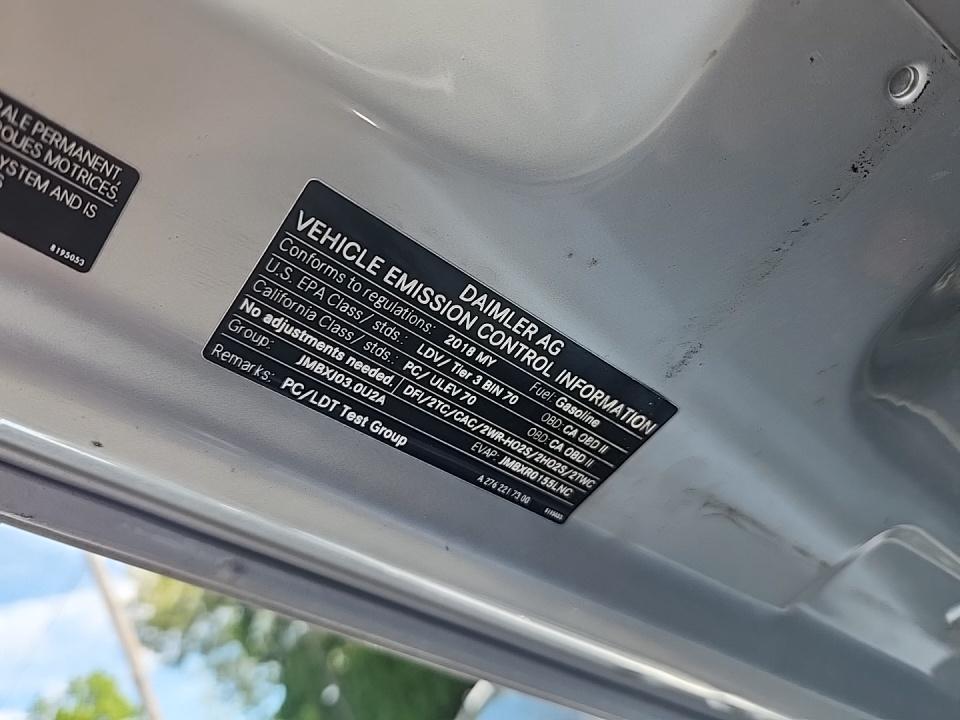 ALE PERMANENT.
QUES MOTRICES.
YSTEM AND IS
S
8195053
DAIMLER AG
VEHICLE EMISSION CONTROL INFORMATION
Conforms to regulations: 2018 MY Fuel: Gasoline
U.S. EPA Class / stds.: LDV/ Tier 3 BIN 70 OBD: CA OBD II
California Class / stds.: PC/ ULEV 70 OBD: CA OBD II
No adjustments needed. DFI/2TC/CAC/2WR-HO2S/2HO2S/2TWC
Group: JMBXJ03.0U2A EVAP: JMBXR0155LNC
Remarks: PC/LDT Test Group
A 276 221 73 00